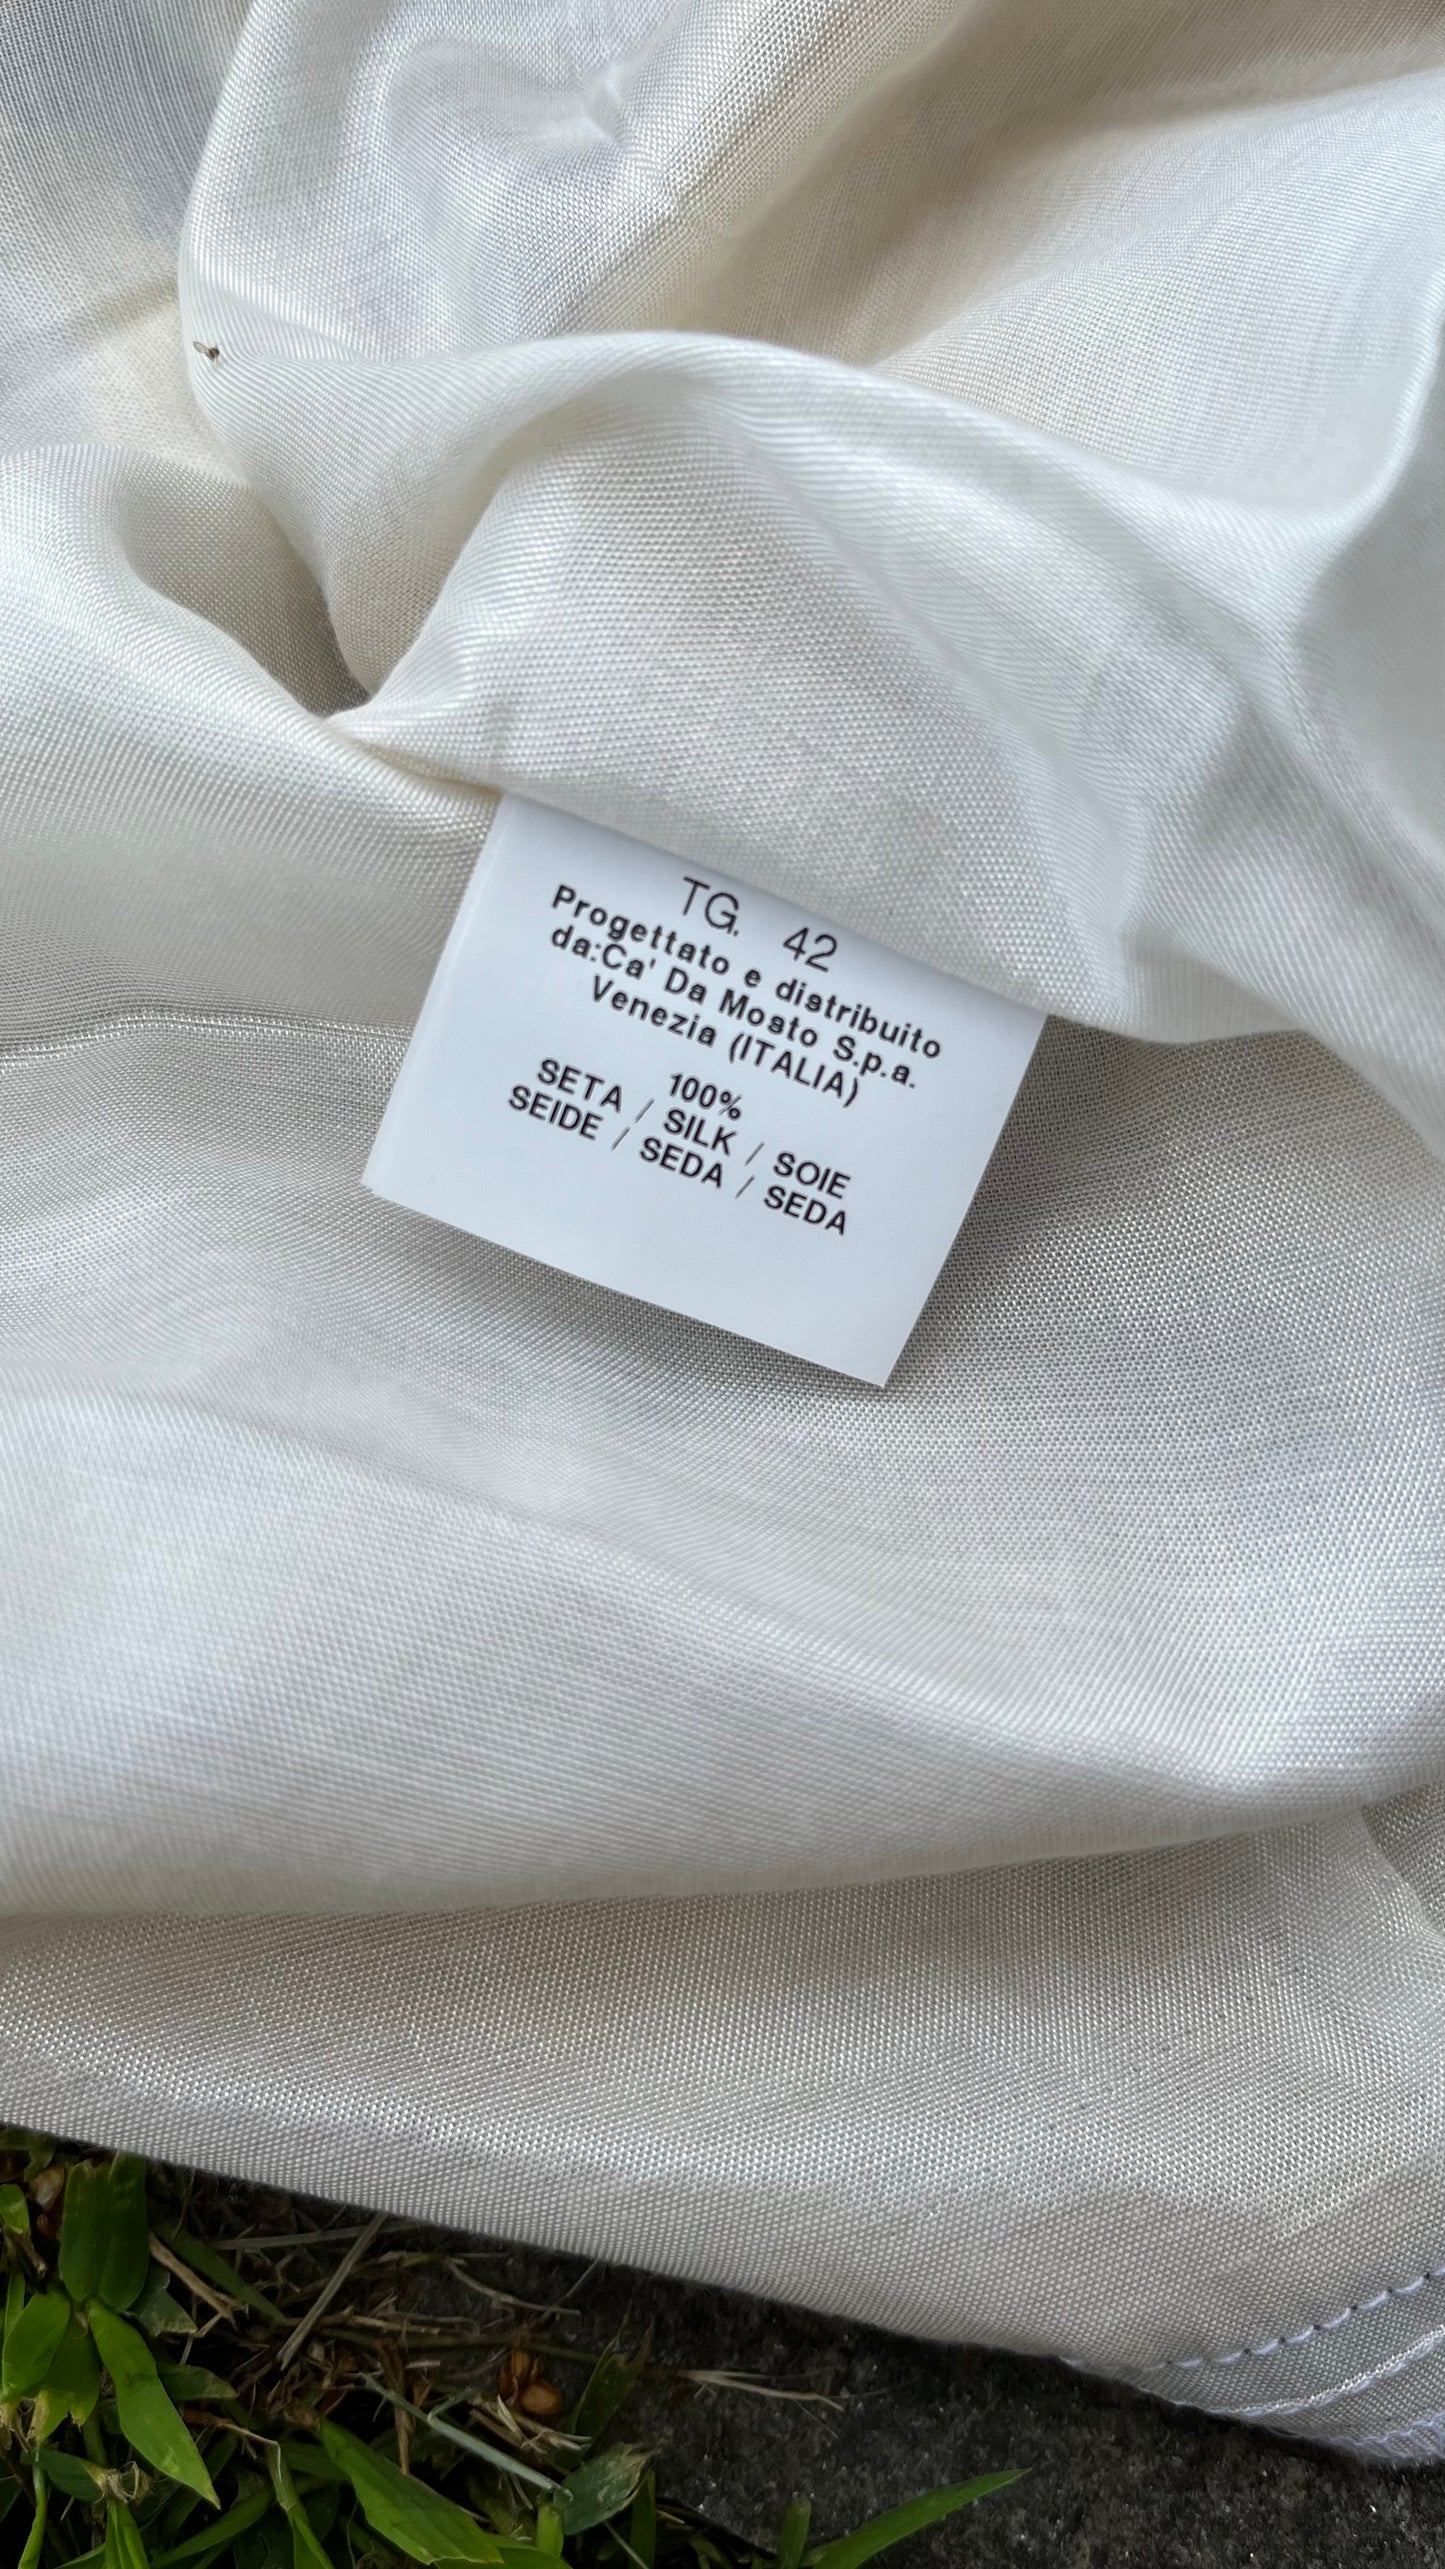 TG. 42
Progettato e distribuito
da:Ca' Da Mosto S.p.a.
Venezia (ITALIA)
100%
SETA / SILK / SOIE
SEIDE / SEDA / SEDA